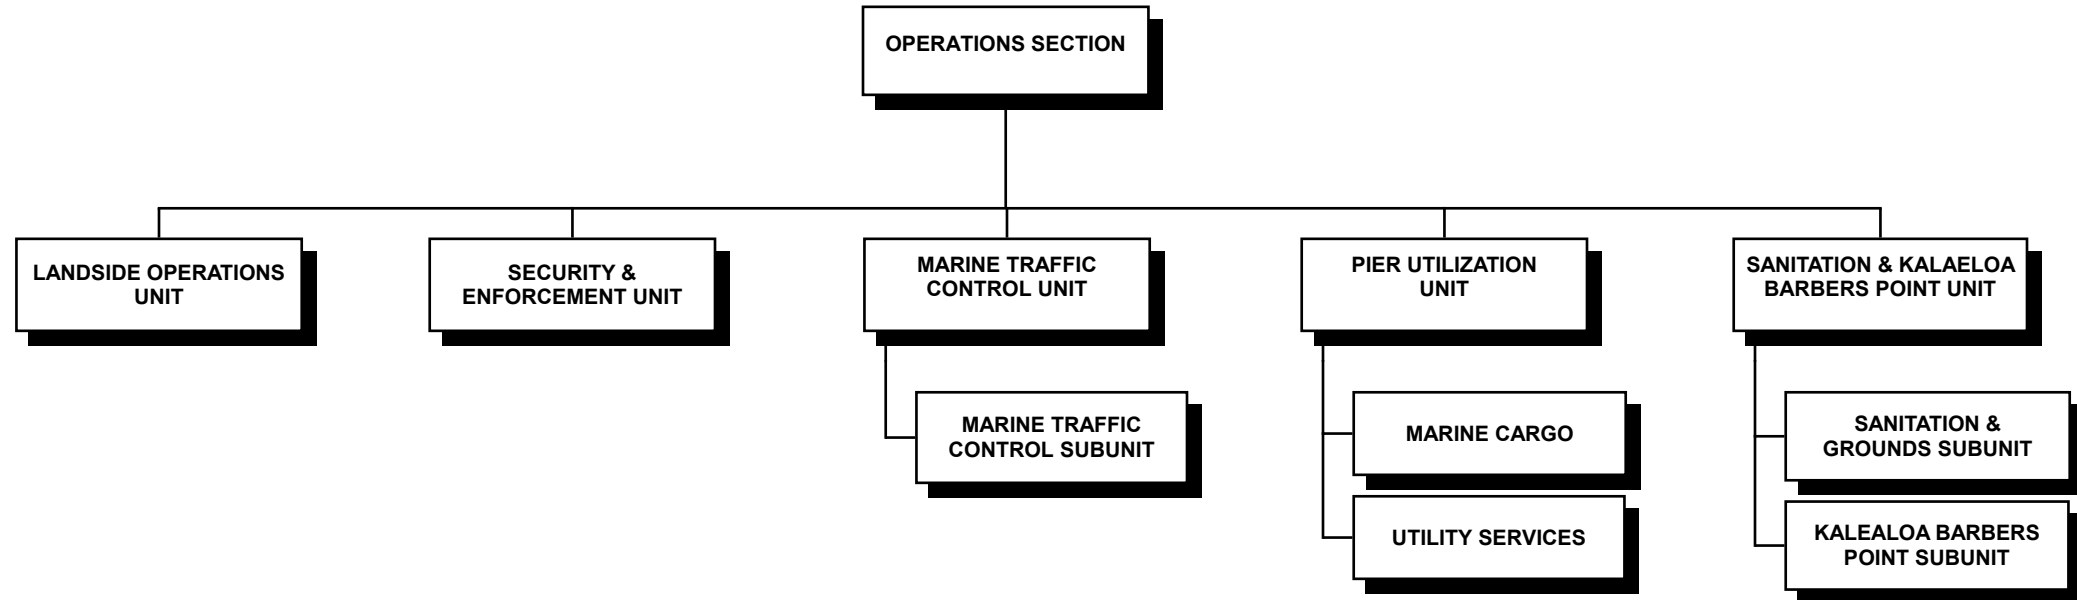 OPERATIONS SECTION
LANDSIDE OPERATIONS
UNIT
SECURITY &
ENFORCEMENT UNIT
MARINE TRAFFIC
CONTROL UNIT
PIER UTILIZATION
UNIT
SANITATION & KALAELOA
BARBERS POINT UNIT
MARINE TRAFFIC
CONTROL SUBUNIT
MARINE CARGO
UTILITY SERVICES
SANITATION &
GROUNDS SUBUNIT
KALEALOA BARBERS
POINT SUBUNIT